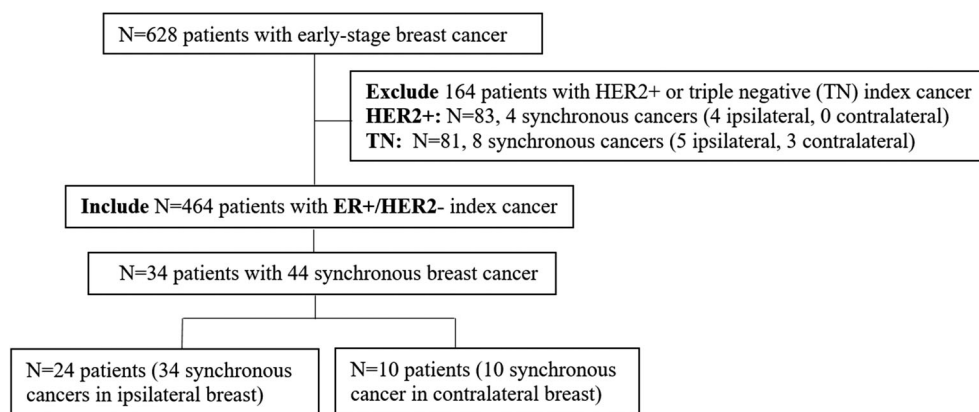 N=628 patients with early-stage breast cancer
Exclude 164 patients with HER2+ or triple negative (TN) index cancer
HER2+: N=83, 4 synchronous cancers (4 ipsilateral, 0 contralateral)
TN: N=81, 8 synchronous cancers (5 ipsilateral, 3 contralateral)
Include N=464 patients with ER+/HER2- index cancer
N=34 patients with 44 synchronous breast cancer
N=24 patients (34 synchronous
cancers in ipsilateral breast)
N=10 patients (10 synchronous
cancer in contralateral breast)